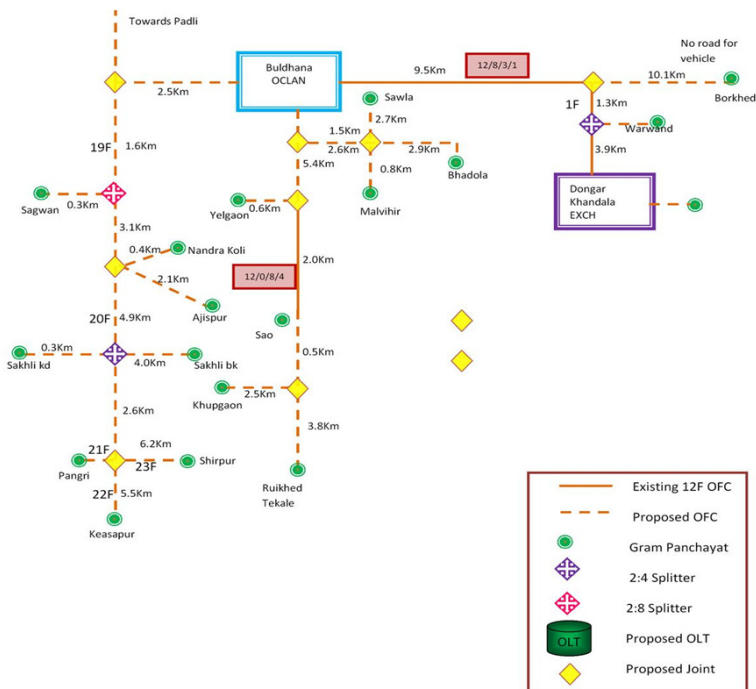 Towards Padli
Buldhana
OCLAN
9.5Km
12/8/3/1
No road for
vehicle
10.1Km
Borkhed
2.5Km
Sawla
1F
1.3Km
1.5Km
2.7Km
Warwand
19F
1.6Km
2.6Km
2.9Km
5.4Km
Bhadola
3.9Km
0.8Km
Sagwan
0.3Km
Yelgaon
0.6Km
Malvihir
Dongar
Khandala
EXCH
3.1Km
0.4Km
Nandra Koli
2.0Km
12/0/8/4
2.1Km
20F
4.9Km
Ajispur
Sao
0.3Km
Sakhli kd
4.0Km
Sakhli bk
0.5Km
Khupgaon
2.5Km
2.6Km
3.8Km
21F
6.2Km
Pangri
23F
Shirpur
22F
5.5Km
Ruikhed
Tekale
Keasapur
Existing 12F OFC
Proposed OFC
Gram Panchayat
2:4 Splitter
2:8 Splitter
OLT
Proposed OLT
Proposed Joint